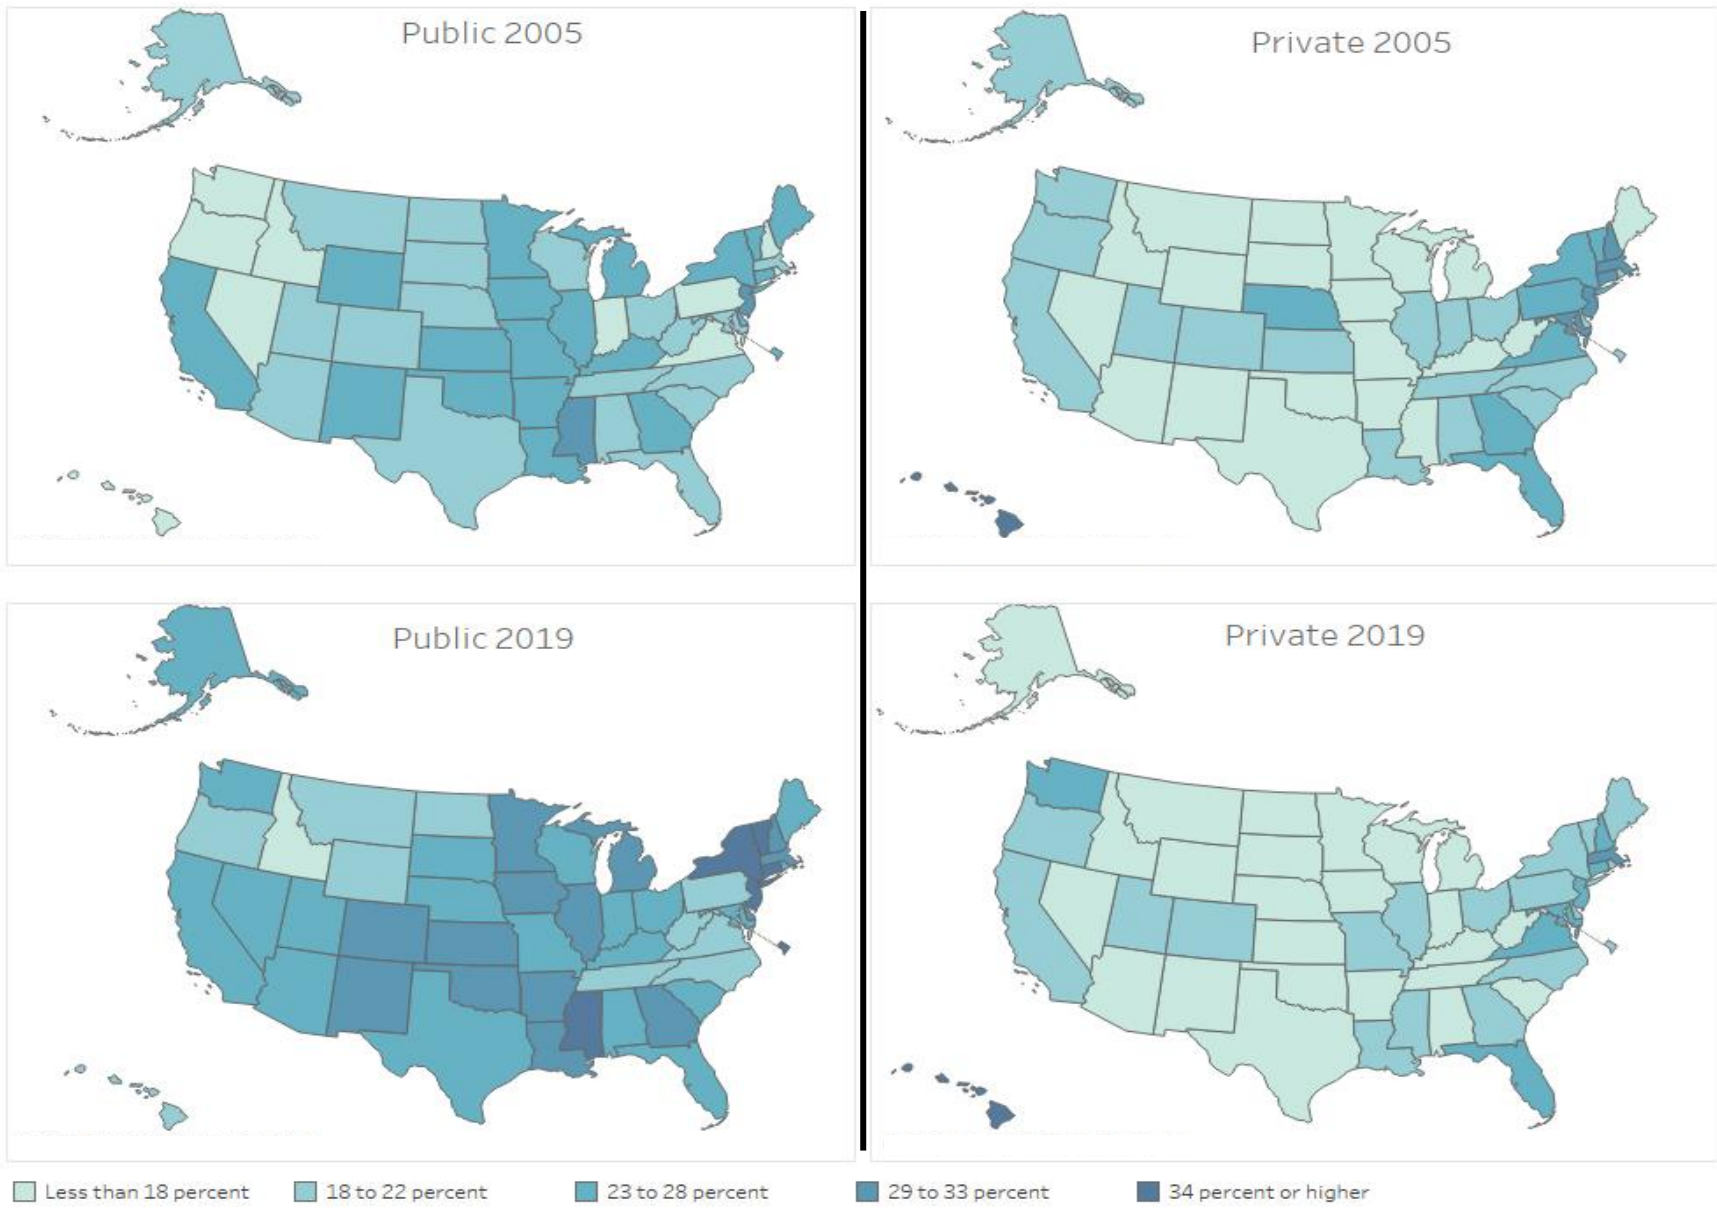 Public 2005
Private 2005
Public 2019
Private 2019
Less than 18 percent
18 to 22 percent
23 to 28 percent
29 to 33 percent
34 percent or higher